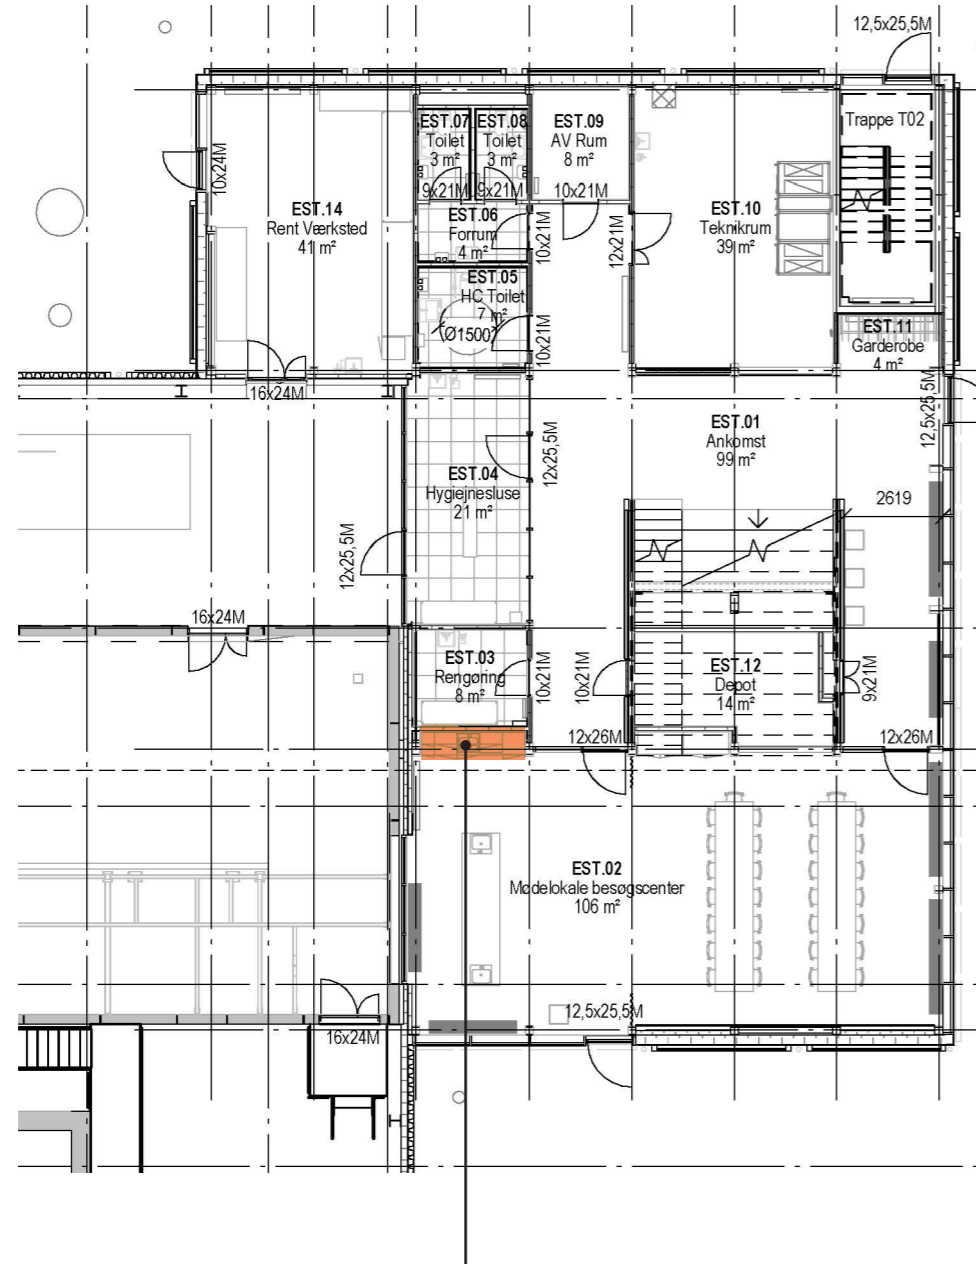 12,5x25,5M
Trappe T02
EST.07
Toilet
3 m²
9x21M
EST.08
Toilet
3 m²
9x21M
EST.09
AV Rum
8 m²
10x21M
10x24M
EST.14
Rent Værksted
41 m²
EST.06
Forrum
4 m²
10x21M
12x21M
EST.10
Teknikrum
39 m²
EST.05
HC Toilet
7 m²
Ø1500
10x21M
EST.11
Garderobe
4 m²
16x24M
12,5x25,5M
EST.01
Ankomst
99 m²
12x25,5M
EST.04
Hygiejnesluse
21 m²
2619
12x25,5M
16x24M
EST.03
Rengøring
8 m²
10x21M
10x21M
EST.12
Depot
14 m²
9x21M
12x26M
12x26M
EST.02
Mødelokale besøgscenter
106 m²
12,5x25,5M
16x24M